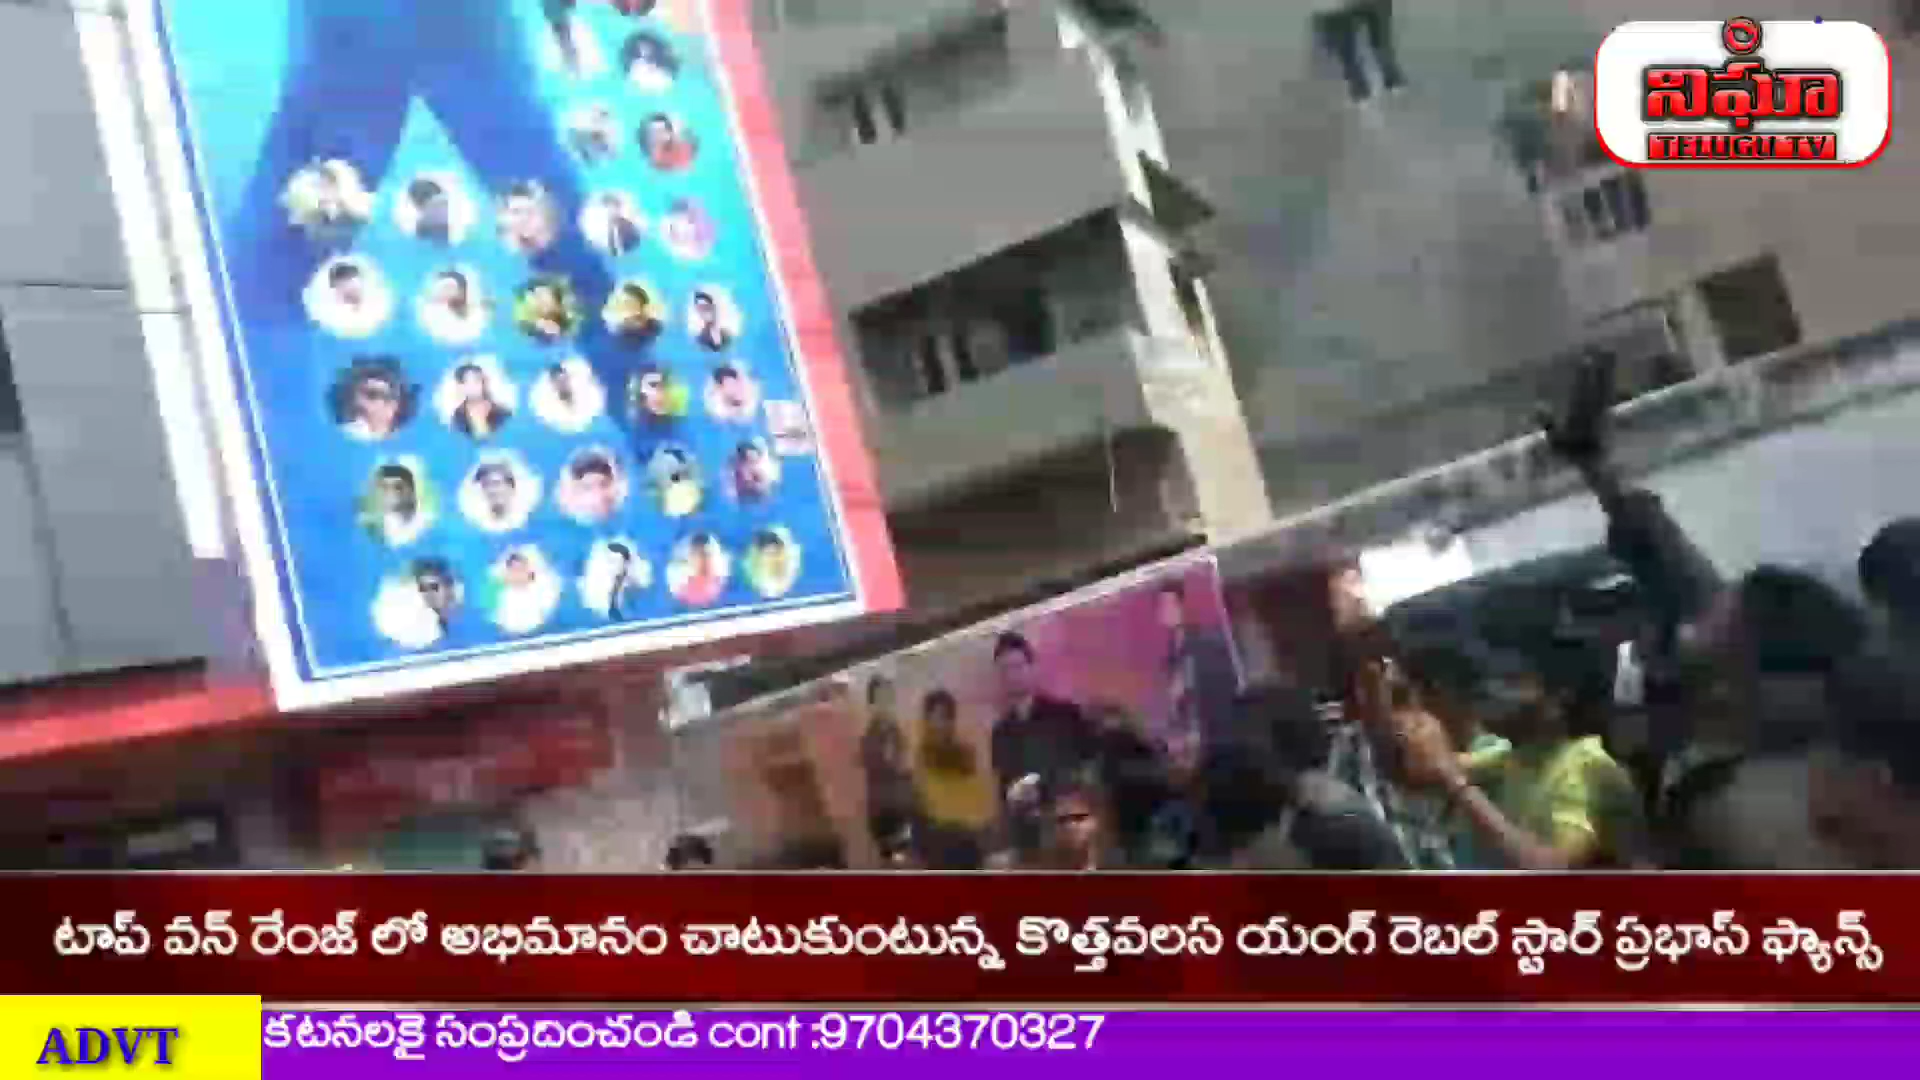 నిఘా
TELUGU TV
టాప్ వన్ రేంజ్ లో అభిమానం చాటుకుంటున్న కొత్తవలస యంగ్ రెబల్ స్టార్ ప్రభాస్ ఫ్యాన్స్
ADVT
కటనలకై సంప్రదించండి cont :9704370327